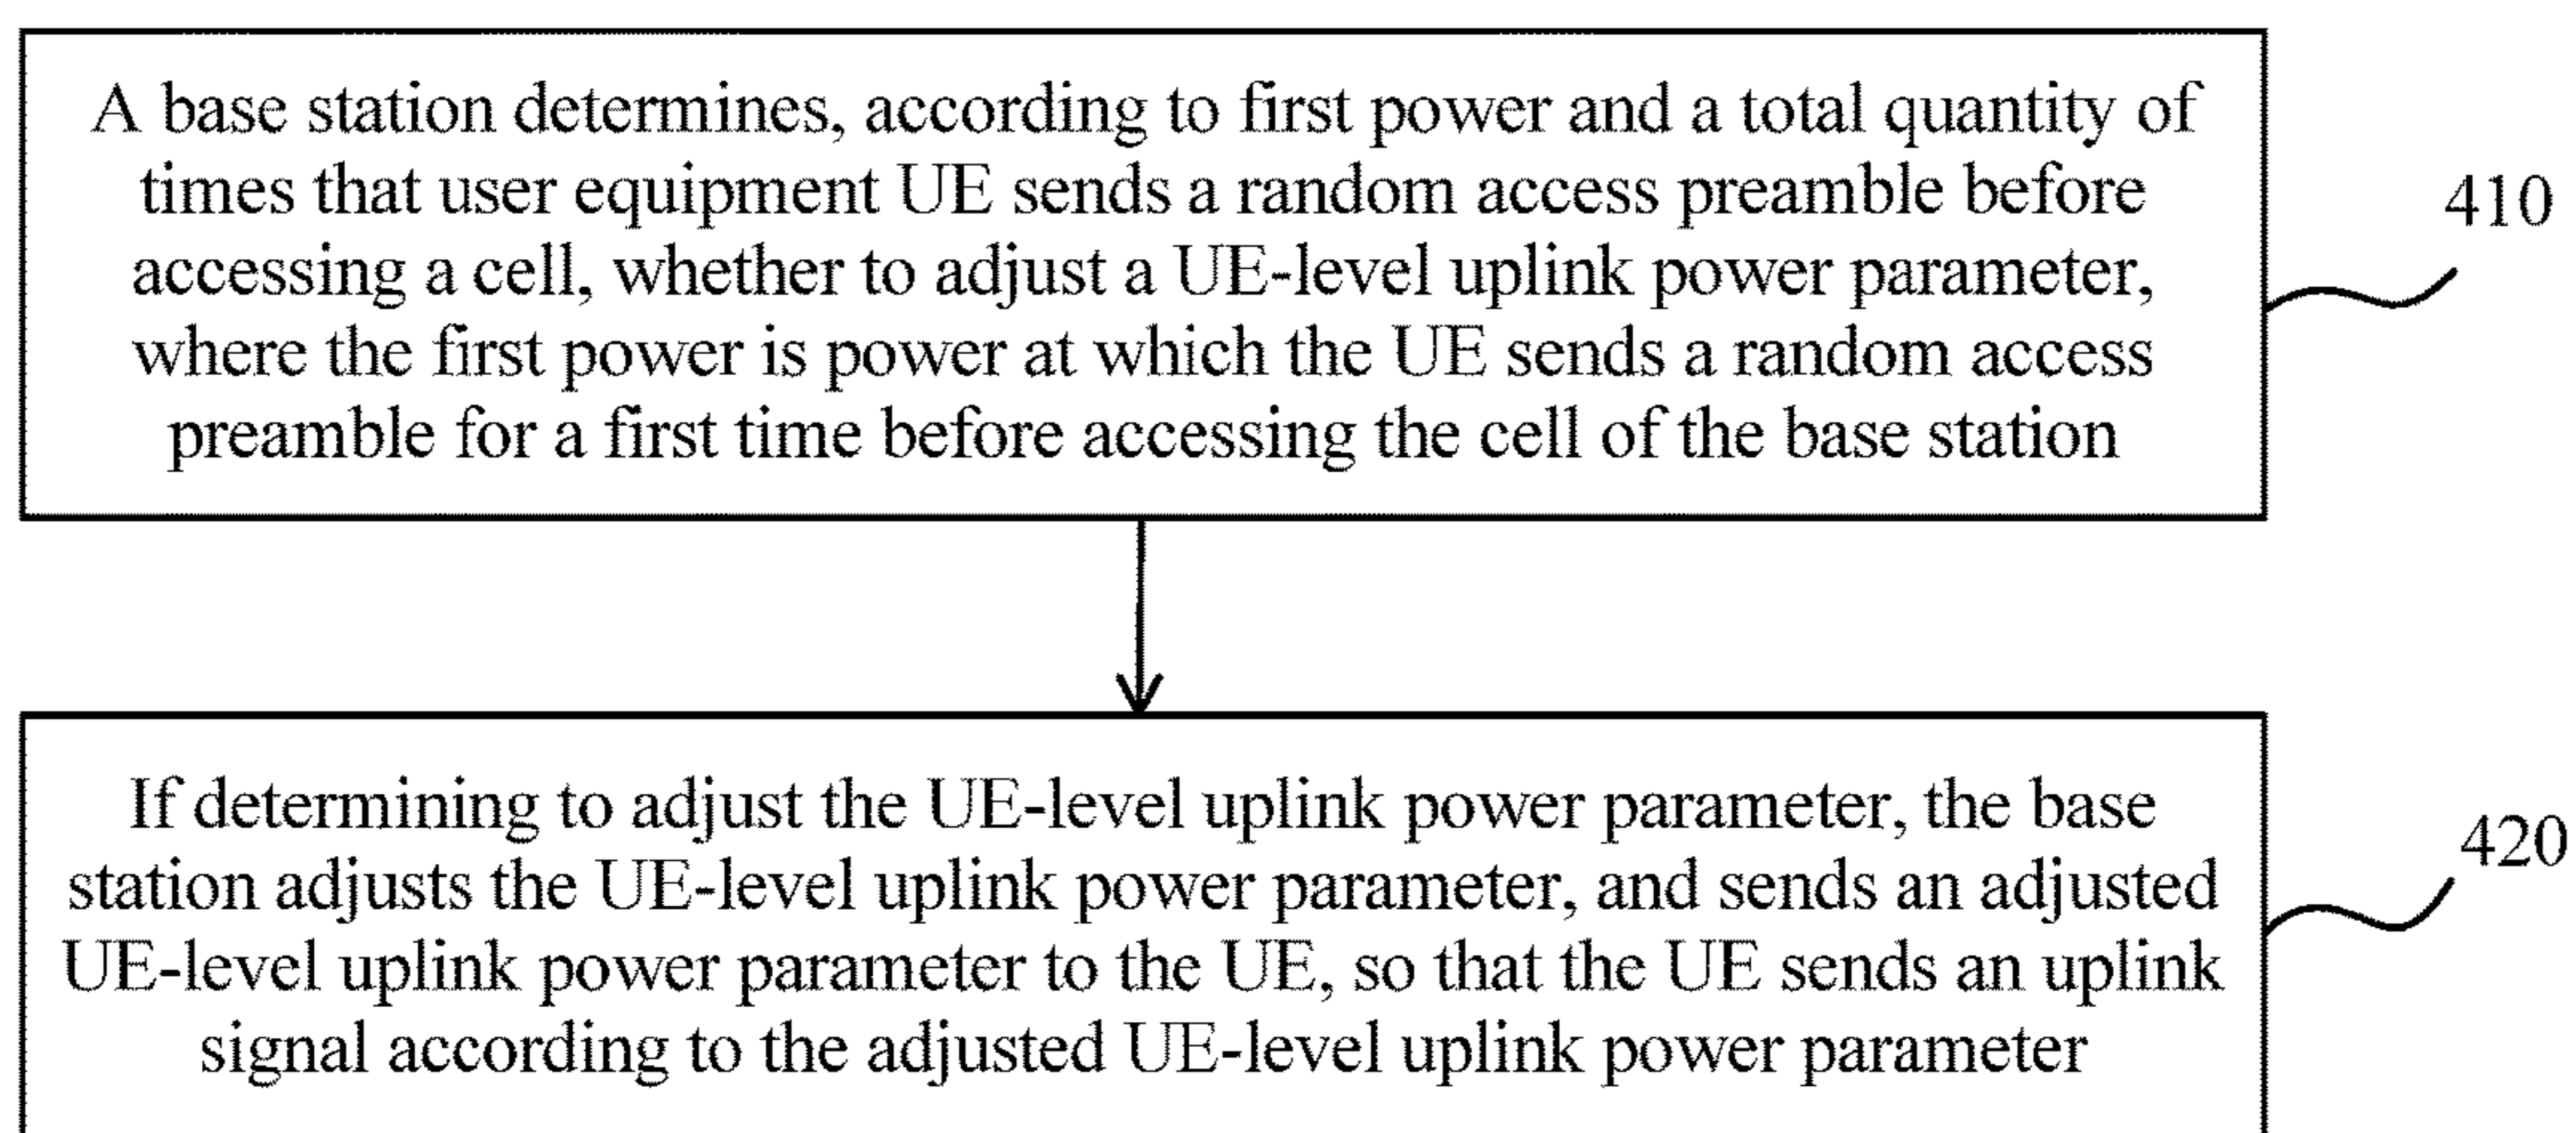 A base station determines, according to first power and a total quantity of
times that user equipment UE sends a random access preamble before
accessing a cell, whether to adjust a UE-level uplink power parameter,
where the first power is power at which the UE sends a random access
preamble for a first time before accessing the cell of the base station
410
If determining to adjust the UE-level uplink power parameter, the base
station adjusts the UE-level uplink power parameter, and sends an adjusted
UE-level uplink power parameter to the UE, so that the UE sends an uplink
signal according to the adjusted UE-level uplink power parameter
420